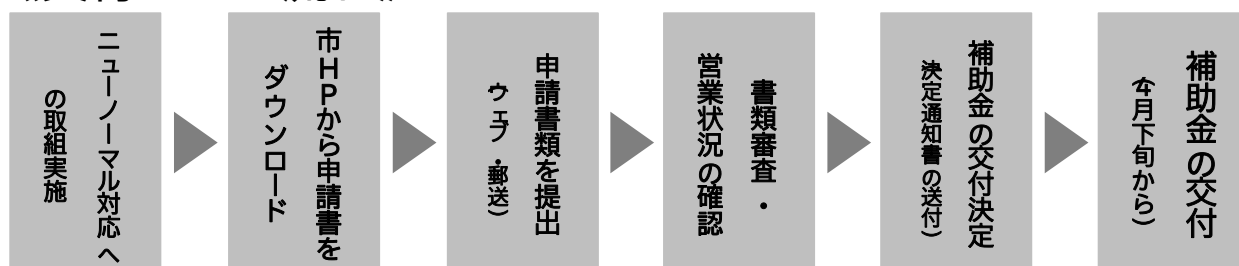 ニューノーマル対応へ
の取組実施
市HPから申請書を
ダウンロード
申請書類を提出
(ウェブ・郵送)
書類審査・
営業状況の確認
補助金の交付決定
(決定通知書の送付)
補助金の交付
(4月下旬から)